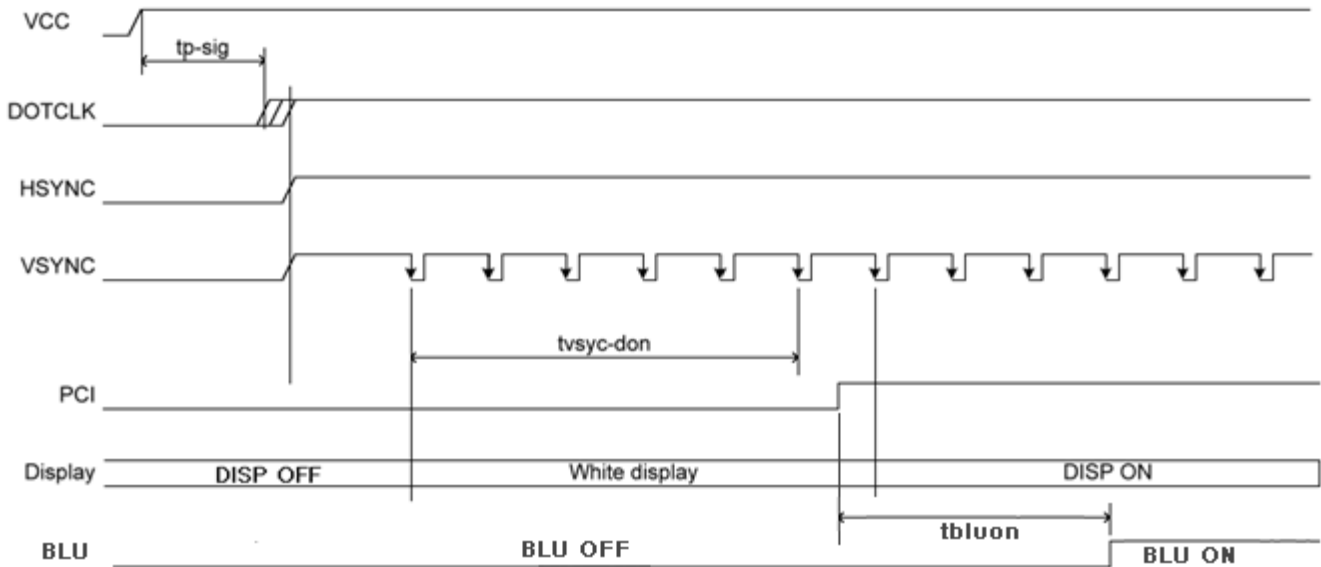 VCC
tp-sig
DOTCLK
HSYNC
VSYNC
tvsyc-don
PCI
Display DISP OFF White display DISP ON
tbluon
BLU BLU OFF BLU ON